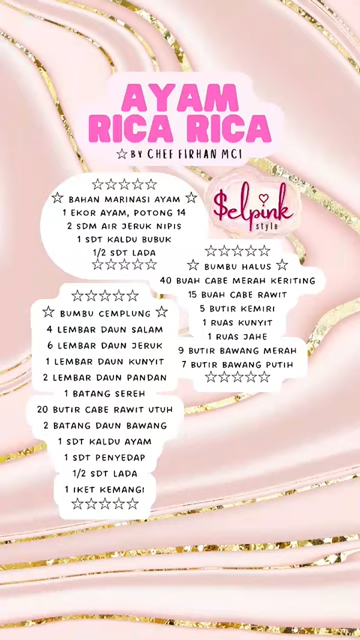 AYAM
RICA RICA
☆BY CHEF FIRHAN MC1
☆☆☆☆☆
☆ BAHAN MARINASI AYAM ☆
1 EKOR AYAM, POTONG 14
2 SDM AIR JERUK NIPIS
1 SDT KALDU BUBUK
1/2 SDT LADA
☆☆☆☆☆
$elpink
style
☆☆☆☆☆
☆ BUMBU HALUS ☆
40 BUAH CABE MERAH KERITING
15 BUAH CABE RAWIT
5 BUTIR KEMIRI
1 RUAS KUNYIT
1 RUAS JAHE
9 BUTIR BAWANG MERAH
7 BUTIR BAWANG PUTIH
☆☆☆☆☆
☆☆☆☆☆
☆ BUMBU CEMPLUNG ☆
4 LEMBAR DAUN SALAM
6 LEMBAR DAUN JERUK
1 LEMBAR DAUN KUNYIT
2 LEMBAR DAUN PANDAN
1 BATANG SEREH
20 BUTIR CABE RAWIT UTUH
2 BATANG DAUN BAWANG
1 SDT KALDU AYAM
1 SDT PENYEDAP
1/2 SDT LADA
1 IKET KEMANGI
☆☆☆☆☆